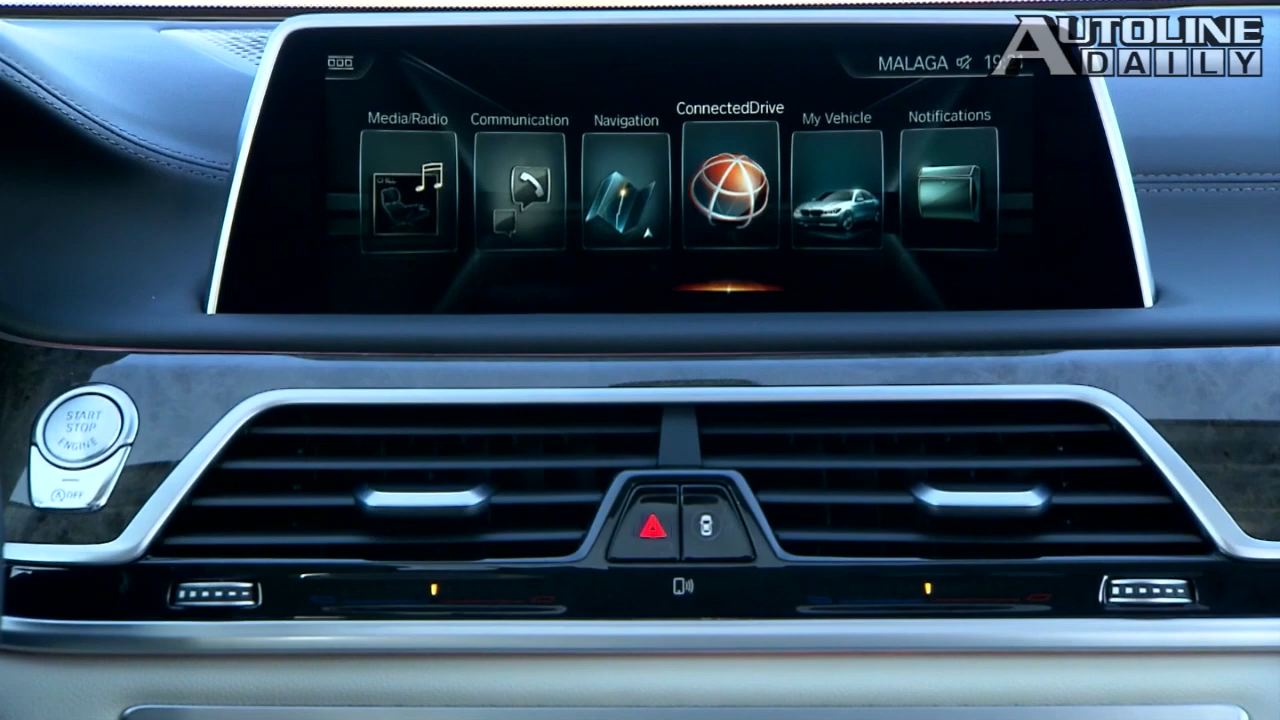 AUTOLINE
DAILY
MALAGA
Media/Radio
Communication
Navigation
ConnectedDrive
My Vehicle
Notifications
START
STOP
ENGINE
OFF